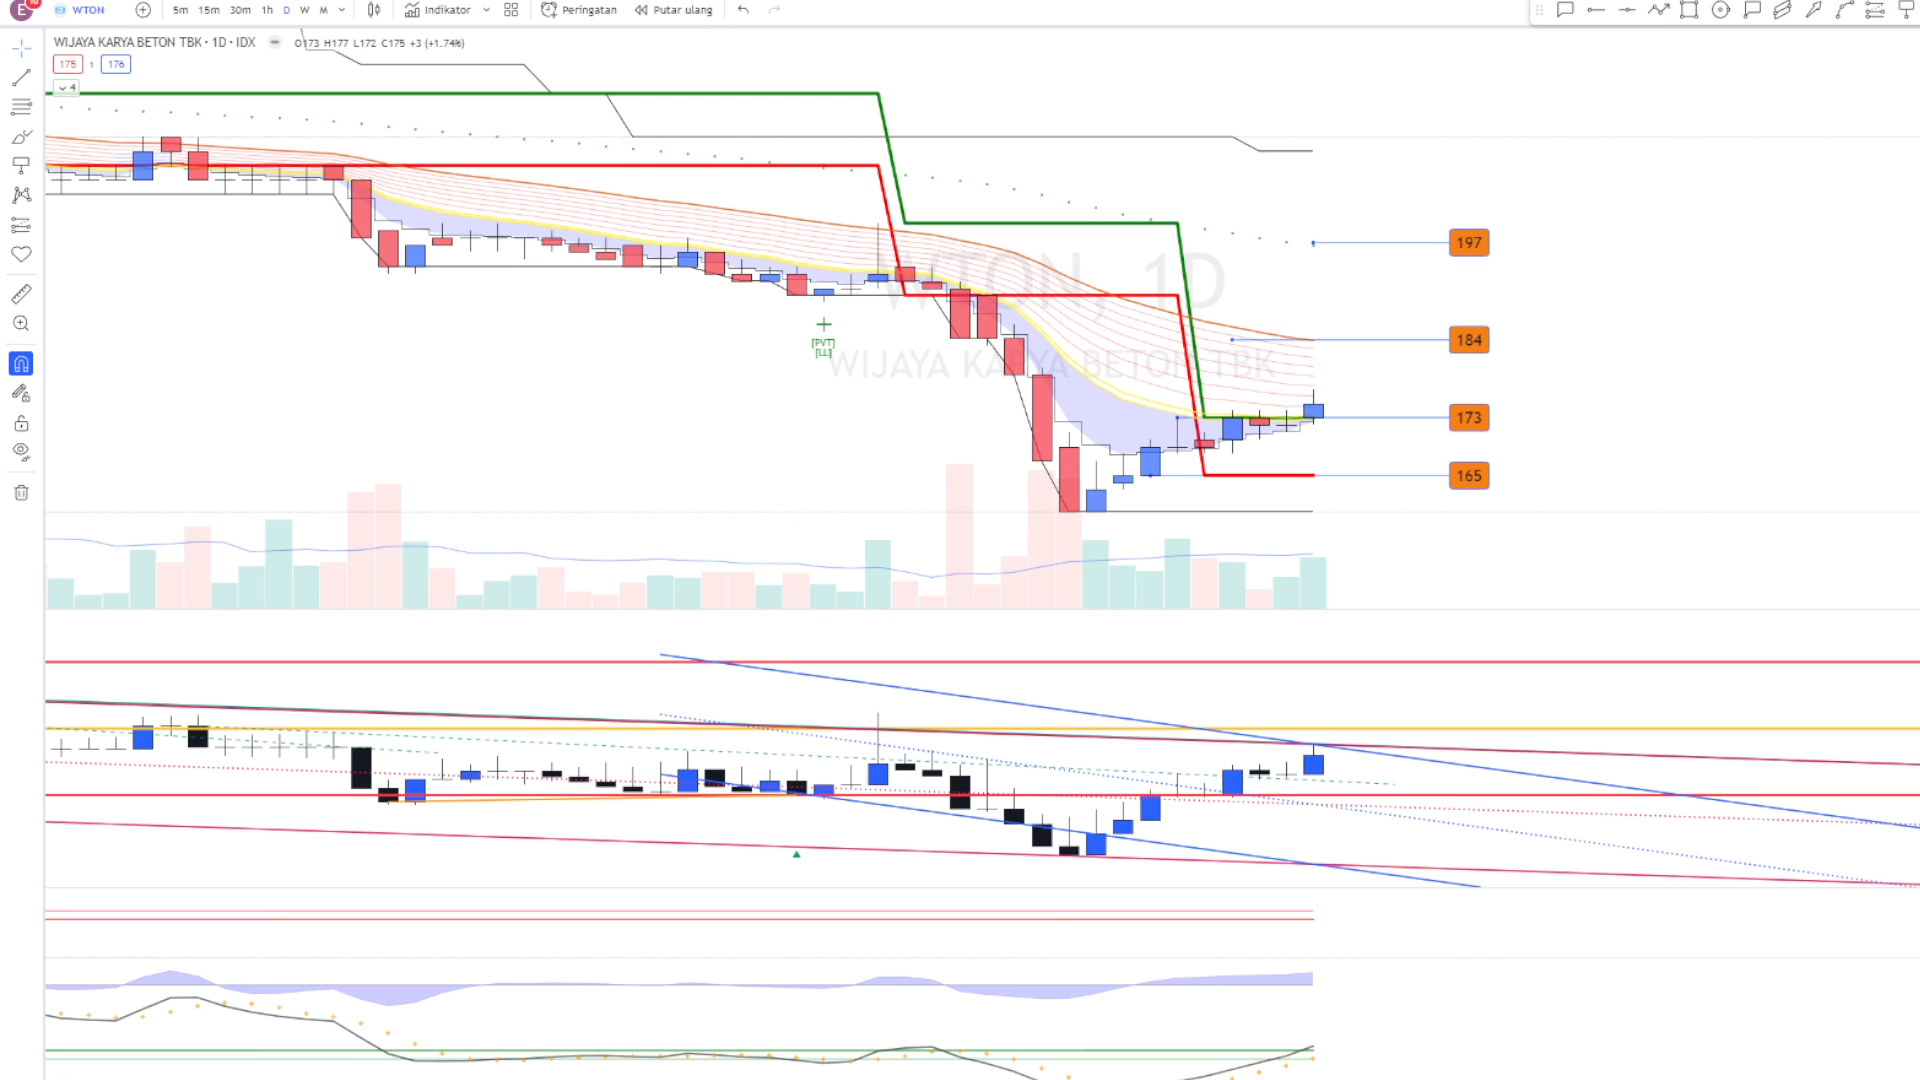 E 10 WTON 5m 15m 30m 1h D W M Indikator Peringatan Putar ulang
WIJAYA KARYA BETON TBK · 1D · IDX O173 H177 L172 C175 +3 (+1.74%)
175 1 176
4
WTON, 1D
WIJAYA KARYA BETON TBK
[PVT]
[LL]
197
184
173
165